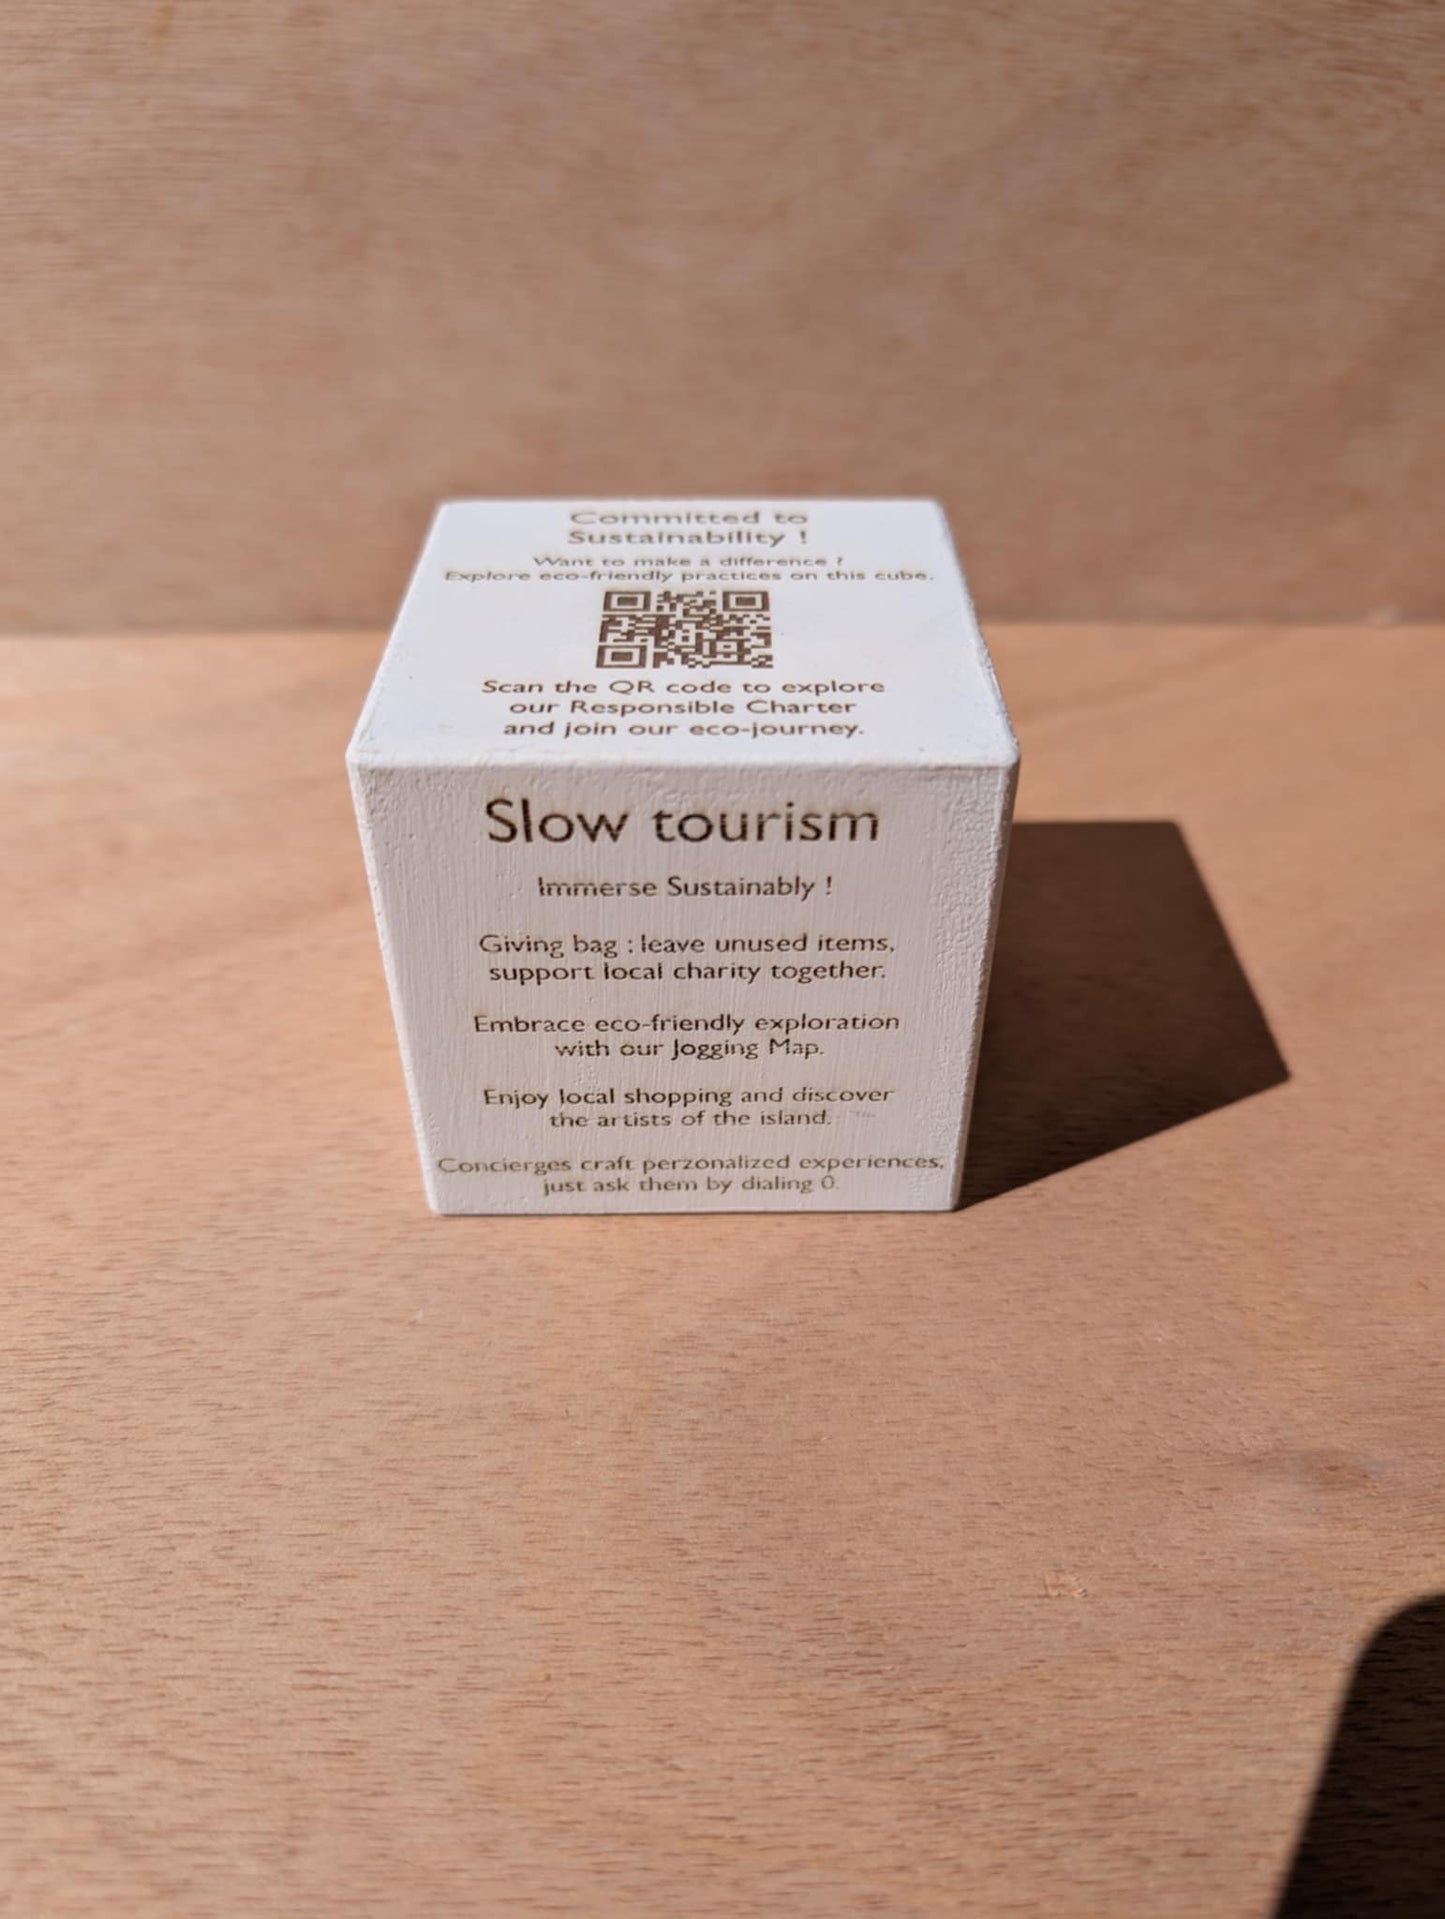 Committed to
Sustainability !
Want to make a difference ?
Explore eco-friendly practices on this cube.
Scan the QR code to explore
our Responsible Charter
and join our eco-journey.
Slow tourism
Immerse Sustainably !
Giving bag : leave unused items,
support local charity together.
Embrace eco-friendly exploration
with our Jogging Map.
Enjoy local shopping and discover
the artists of the island.
Concierges craft perzonalized experiences,
just ask them by dialing 0.